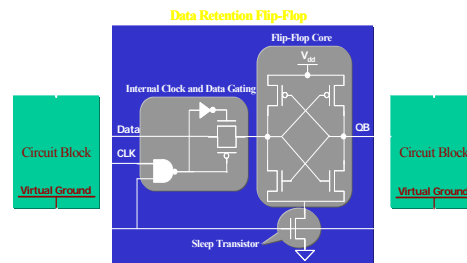 Data Retention Flip-Flop
Flip-Flop Core
Vdd
Internal Clock and Data Gating
Data
CLK
QB
Circuit Block
Virtual Ground
Circuit Block
Virtual Ground
Sleep Transistor